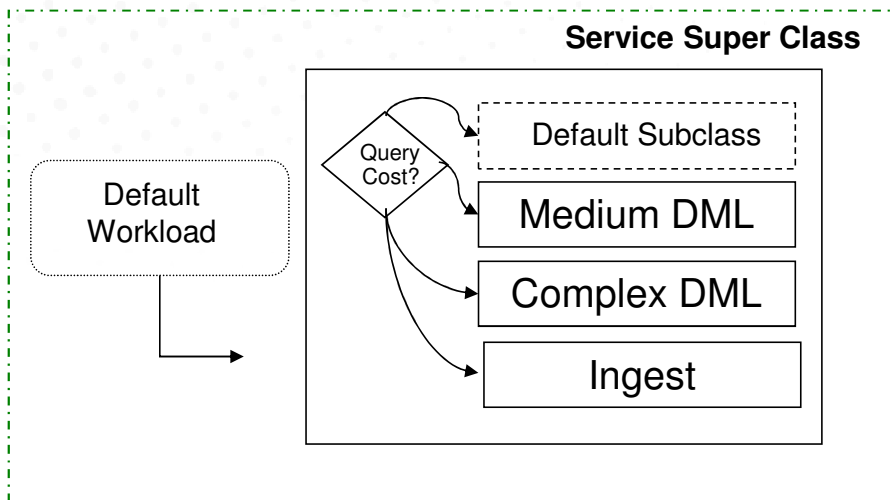 Service Super Class
Default Subclass
Query
Cost?
Default
Workload
Medium DML
Complex DML
Ingest